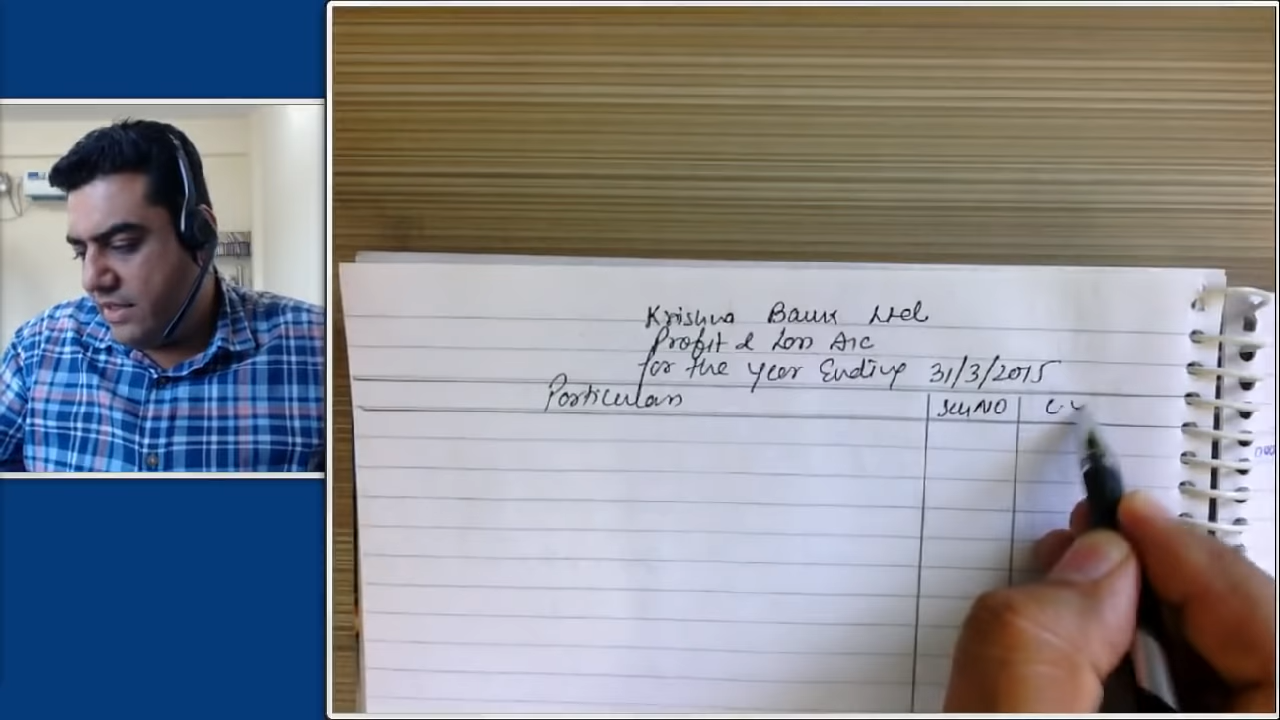 Krishna Bank Ltd
Profit & Loss A/c
for the year Ending 31/3/2015
Particulars Sch NO C.Y